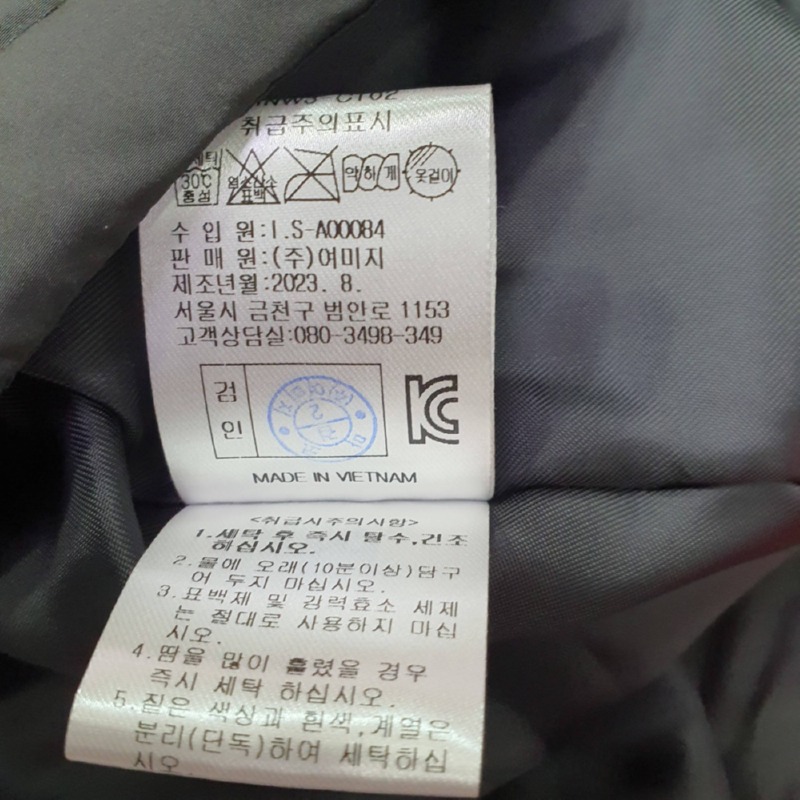 취급주의표시
30℃
중성
염소산소
표백
약하게
옷걸이
수 입 원:I.S-A00084
판 매 원:(주)여미지
제조년월:2023. 8.
서울시 금천구 범안로 1153
고객상담실:080-3498-349
검
인
KC
MADE IN VIETNAM
<취급시주의사항>
1.세탁 후 즉시 탈수,건조
하십시오.
2.물에 오래(10분이상)담구
어 두지 마십시오.
3.표백제 및 강력효소 세제
는 절대로 사용하지 마십
시오.
4.땀을 많이 흘렸을 경우
즉시 세탁 하십시오.
5.짙은 색상과 흰색,계열은
분리(단독)하여 세탁하십
시오